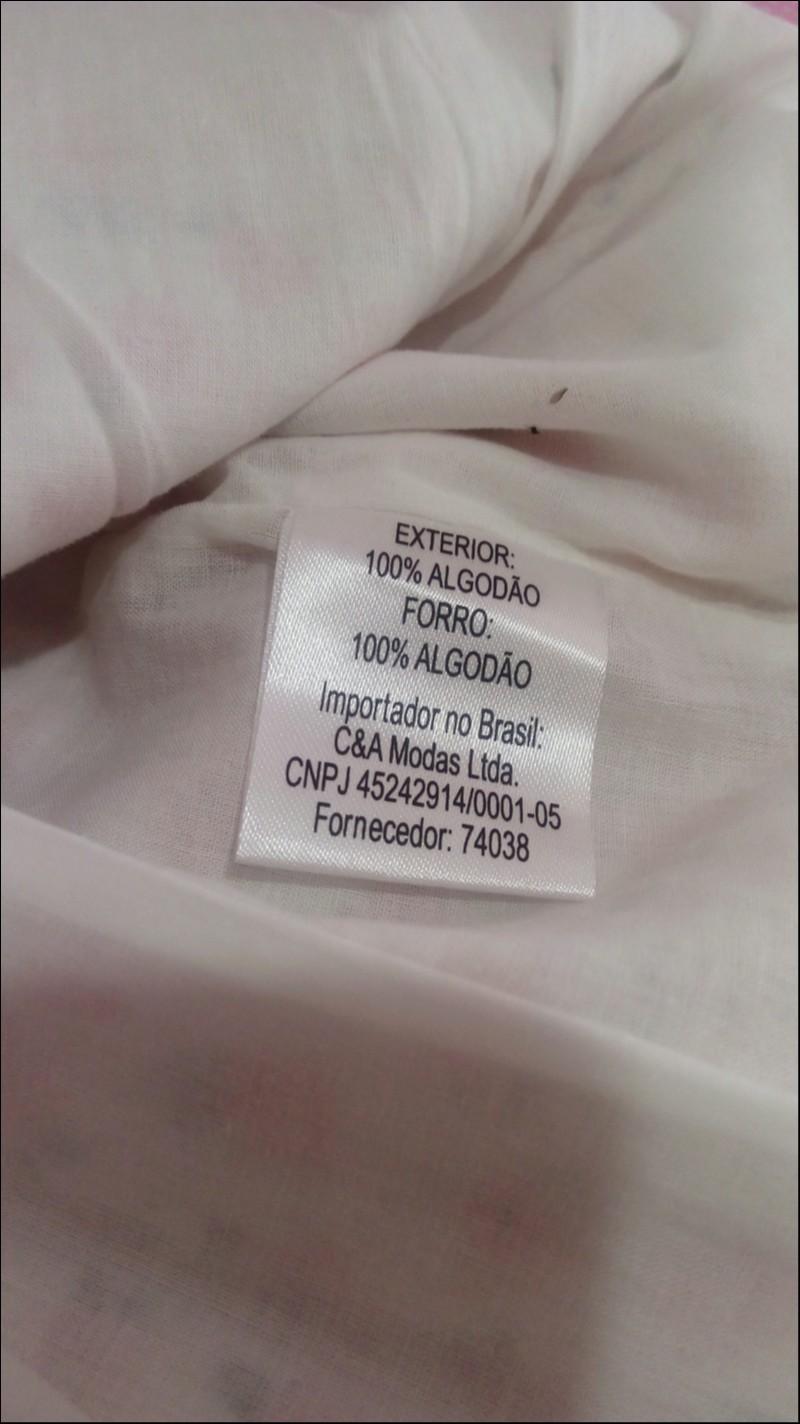 EXTERIOR:
100% ALGODÃO
FORRO:
100% ALGODÃO
Importador no Brasil:
C&A Modas Ltda.
CNPJ 45242914/0001-05
Fornecedor: 74038